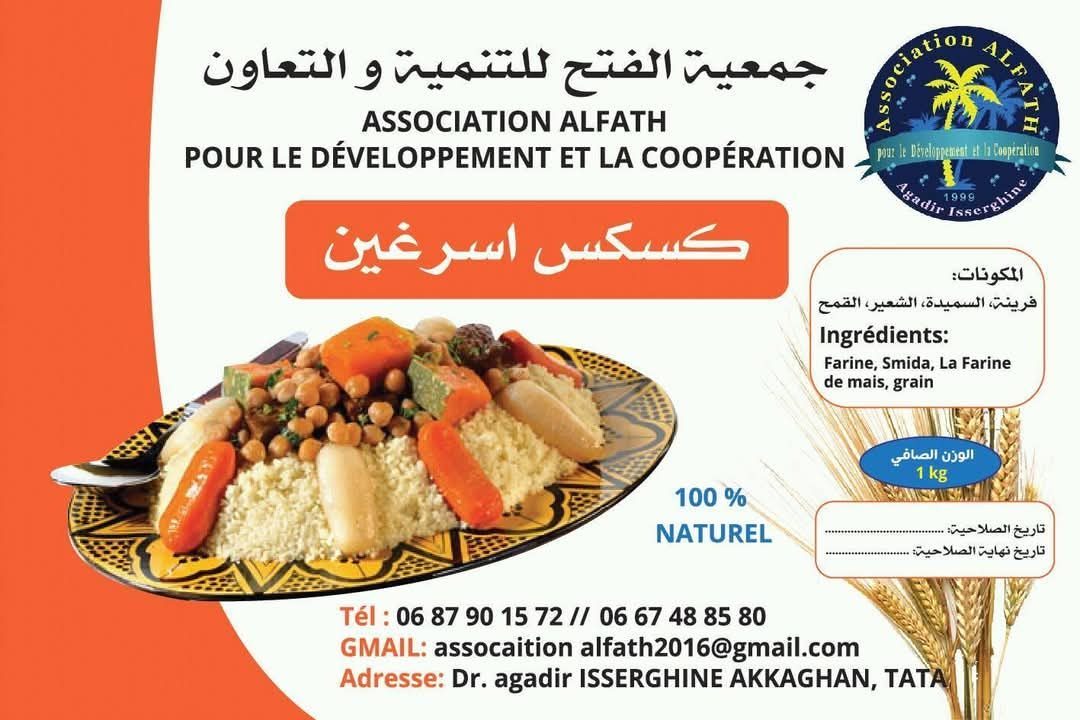 جمعية الفتح للتنمية و التعاون
ASSOCIATION ALFATH
POUR LE DÉVELOPPEMENT ET LA COOPÉRATION
Association ALFATH
pour le Développement et la Coopération
1999
Agadir Isserghine
كسكس اسرغين
المكونات:
فرينة، السميدة، الشعير، القمح
Ingrédients:
Farine, Smida, La Farine
de mais, grain
الوزن الصافي
1 kg
100 %
NATUREL
تاريخ الصلاحية: ................................
تاريخ نهاية الصلاحية: ..........................
Tél : 06 87 90 15 72 // 06 67 48 85 80
GMAIL: assocaition alfath2016@gmail.com
Adresse: Dr. agadir ISSERGHINE AKKAGHAN, TATA